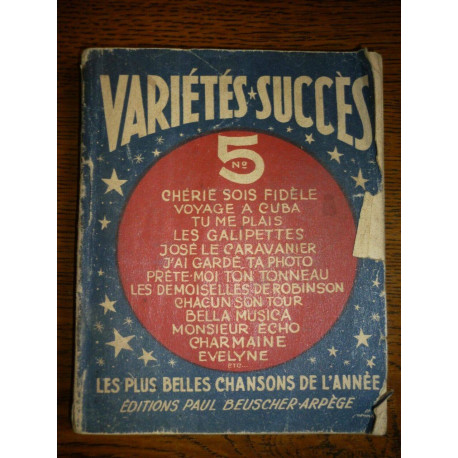 VARIÉTÉS★SUCCÈS
No 5
CHÉRIE SOIS FIDÈLE
VOYAGE A CUBA
TU ME PLAIS
LES GALIPETTES
JOSÉ LE CARAVANIER
J'AI GARDÉ TA PHOTO
PRÊTE-MOI TON TONNEAU
LES DEMOISELLES DE ROBINSON
CHACUN SON TOUR
BELLA MUSICA
MONSIEUR ÉCHO
CHARMAINE
EVELYNE
ETC...
LES PLUS BELLES CHANSONS DE L'ANNÉE
ÉDITIONS PAUL BEUSCHER-ARPÈGE